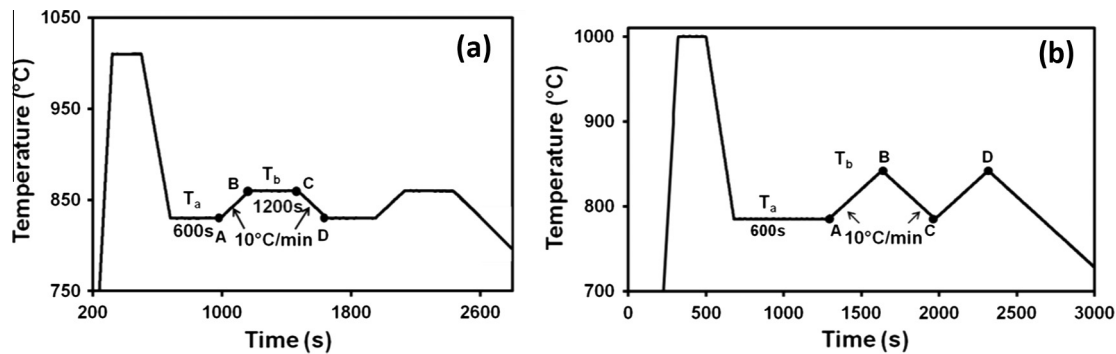 (a)
Temperature (°C)
1050
950
850
750
200
1000
1800
2600
Time (s)
Ta
600s
A
B
Tb
C
1200s
10°C/min
D
(b)
Temperature (°C)
1000
900
800
700
0
500
1000
1500
2000
2500
3000
Time (s)
Ta
600s
A
Tb
B
10°C/min
C
D